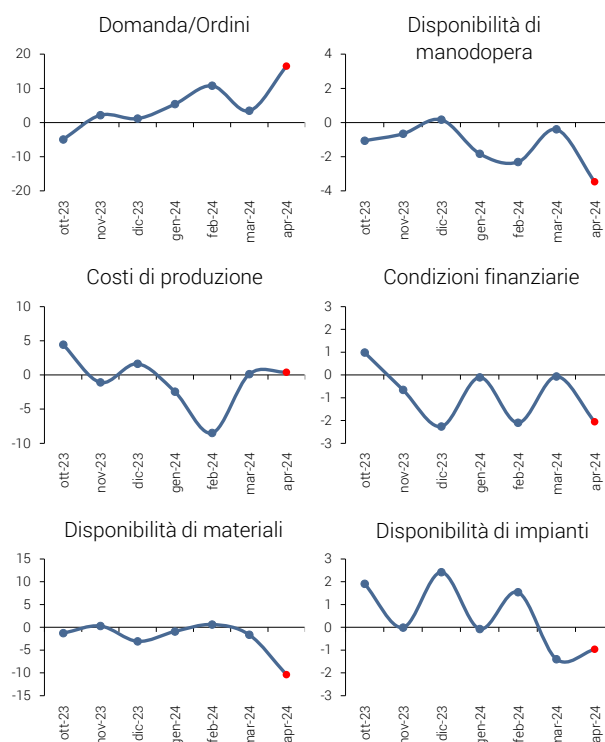 Domanda/Ordini
20
10
0
-10
-20
ott-23
nov-23
dic-23
gen-24
feb-24
mar-24
apr-24
Disponibilità di
manodopera
4
2
0
-2
-4
ott-23
nov-23
dic-23
gen-24
feb-24
mar-24
apr-24
Costi di produzione
10
5
0
-5
-10
ott-23
nov-23
dic-23
gen-24
feb-24
mar-24
apr-24
Condizioni finanziarie
3
2
1
0
-1
-2
-3
ott-23
nov-23
dic-23
gen-24
feb-24
mar-24
apr-24
Disponibilità di materiali
15
10
5
0
-5
-10
-15
ott-23
nov-23
dic-23
gen-24
feb-24
mar-24
apr-24
Disponibilità di impianti
3
2
1
0
-1
-2
-3
ott-23
nov-23
dic-23
gen-24
feb-24
mar-24
apr-24